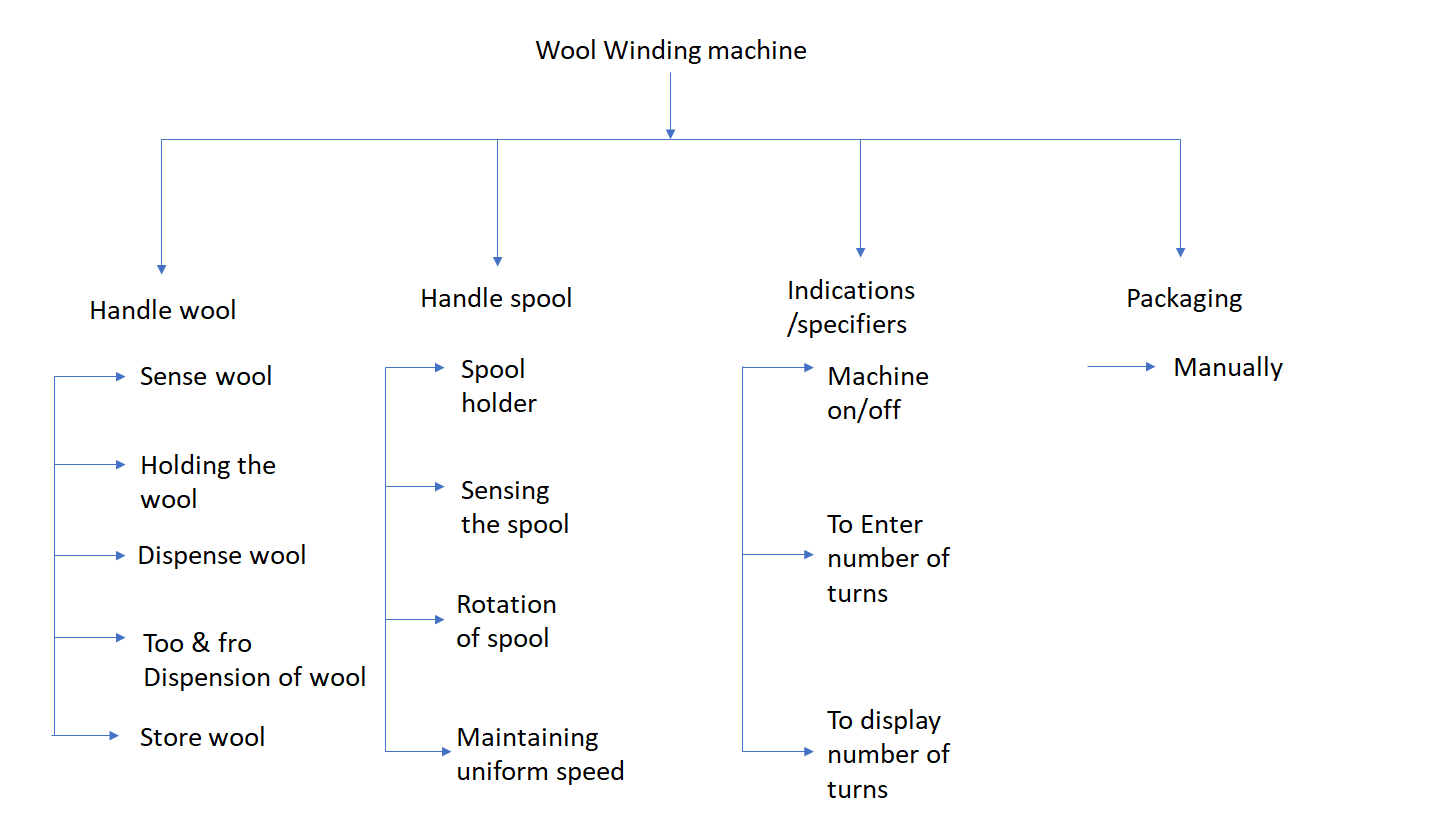 Wool Winding machine
Handle wool
Sense wool
Holding the
wool
Dispense wool
Too & fro
Dispension of wool
Store wool
Handle spool
Spool
holder
Sensing
the spool
Rotation
of spool
Maintaining
uniform speed
Indications
/specifiers
Machine
on/off
To Enter
number of
turns
To display
number of
turns
Packaging
Manually